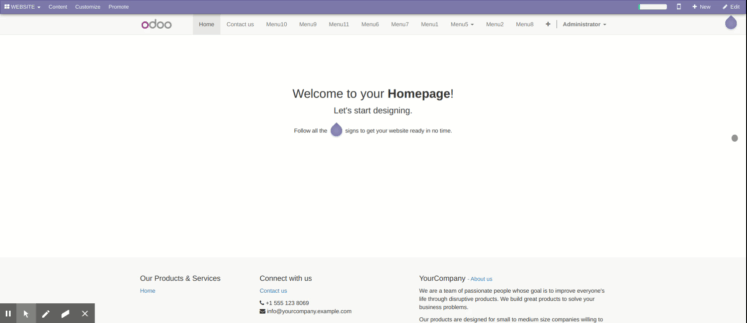 WEBSITE Content Customize Promote New Edit
odoo Home Contact us Menu10 Menu9 Menu11 Menu6 Menu7 Menu1 Menu5 Menu2 Menu8 Administrator
Welcome to your Homepage!
Let's start designing.
Follow all the signs to get your website ready in no time.
Our Products & Services
Home
Connect with us
Contact us
+1 555 123 8069
info@yourcompany.example.com
YourCompany - About us
We are a team of passionate people whose goal is to improve everyone's
life through disruptive products. We build great products to solve your
business problems.
Our products are designed for small to medium size companies willing to